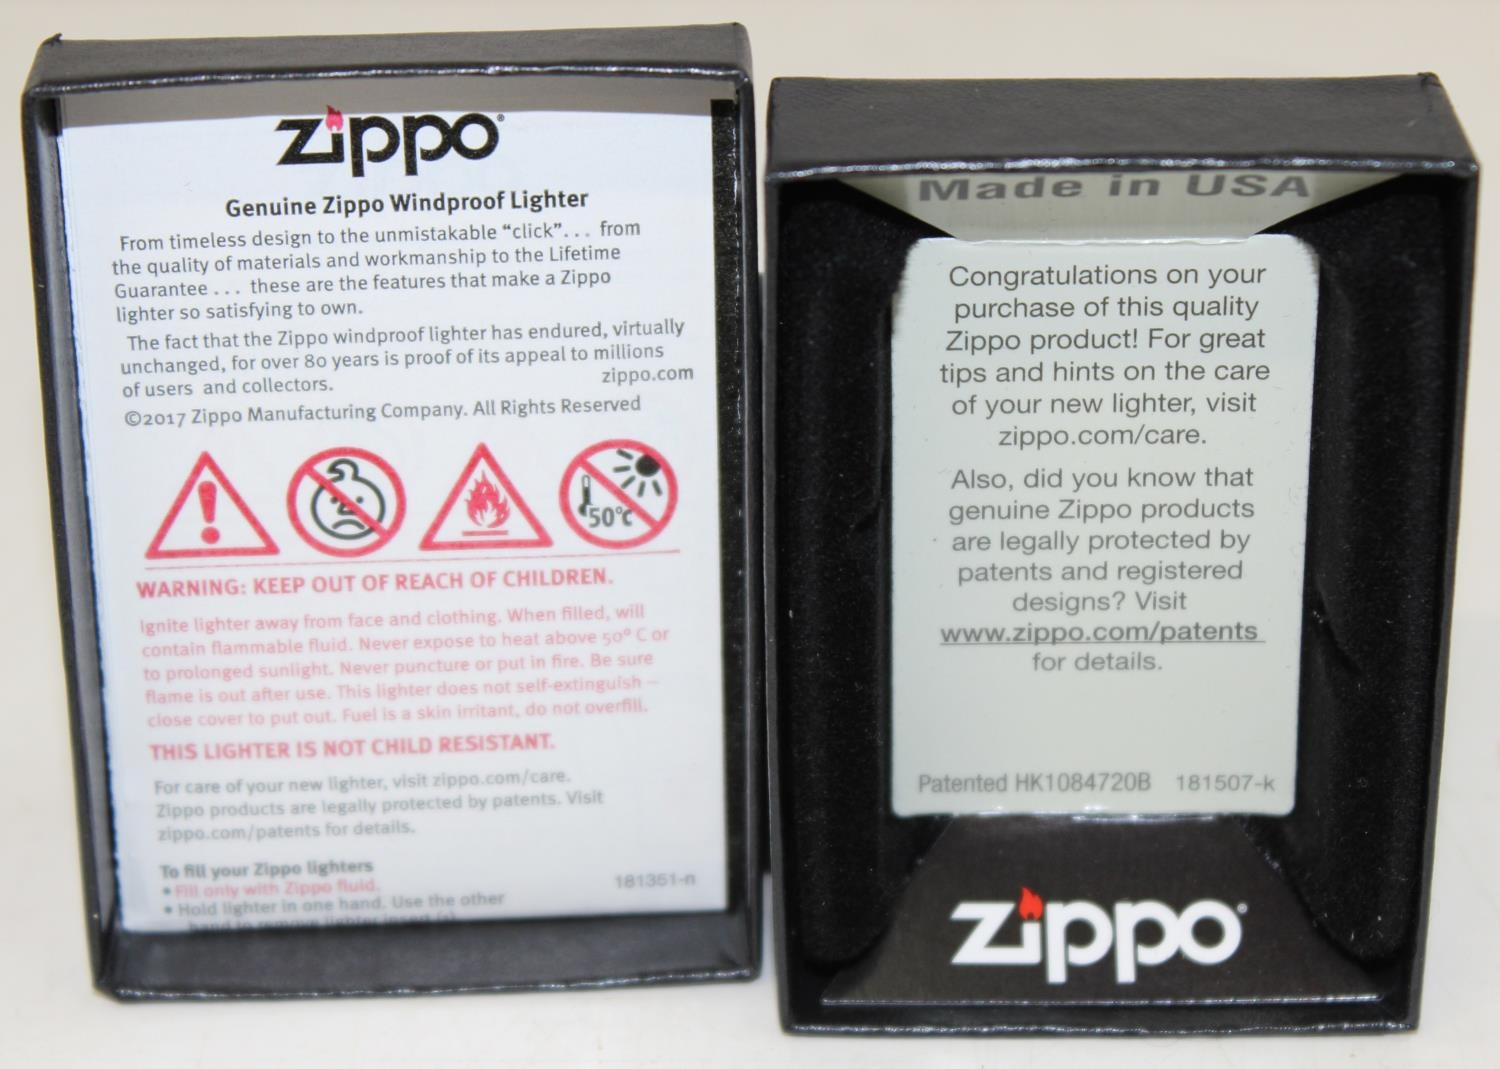 zippo®
Genuine Zippo Windproof Lighter
From timeless design to the unmistakable “click”... from
the quality of materials and workmanship to the Lifetime
Guarantee ... these are the features that make a Zippo
lighter so satisfying to own.
The fact that the Zippo windproof lighter has endured, virtually
unchanged, for over 80 years is proof of its appeal to millions
of users and collectors. zippo.com
©2017 Zippo Manufacturing Company. All Rights Reserved
50°C
WARNING: KEEP OUT OF REACH OF CHILDREN.
Ignite lighter away from face and clothing. When filled, will
contain flammable fluid. Never expose to heat above 50° C or
to prolonged sunlight. Never puncture or put in fire. Be sure
flame is out after use. This lighter does not self-extinguish –
close cover to put out. Fuel is a skin irritant, do not overfill.
THIS LIGHTER IS NOT CHILD RESISTANT.
For care of your new lighter, visit zippo.com/care.
Zippo products are legally protected by patents. Visit
zippo.com/patents for details.
To fill your Zippo lighters
• Fill only with Zippo fluid. 181351-n
• Hold lighter in one hand. Use the other
hand to remove lighter insert (s)
Made in USA
Congratulations on your
purchase of this quality
Zippo product! For great
tips and hints on the care
of your new lighter, visit
zippo.com/care.
Also, did you know that
genuine Zippo products
are legally protected by
patents and registered
designs? Visit
www.zippo.com/patents
for details.
Patented HK1084720B 181507-k
zippo®